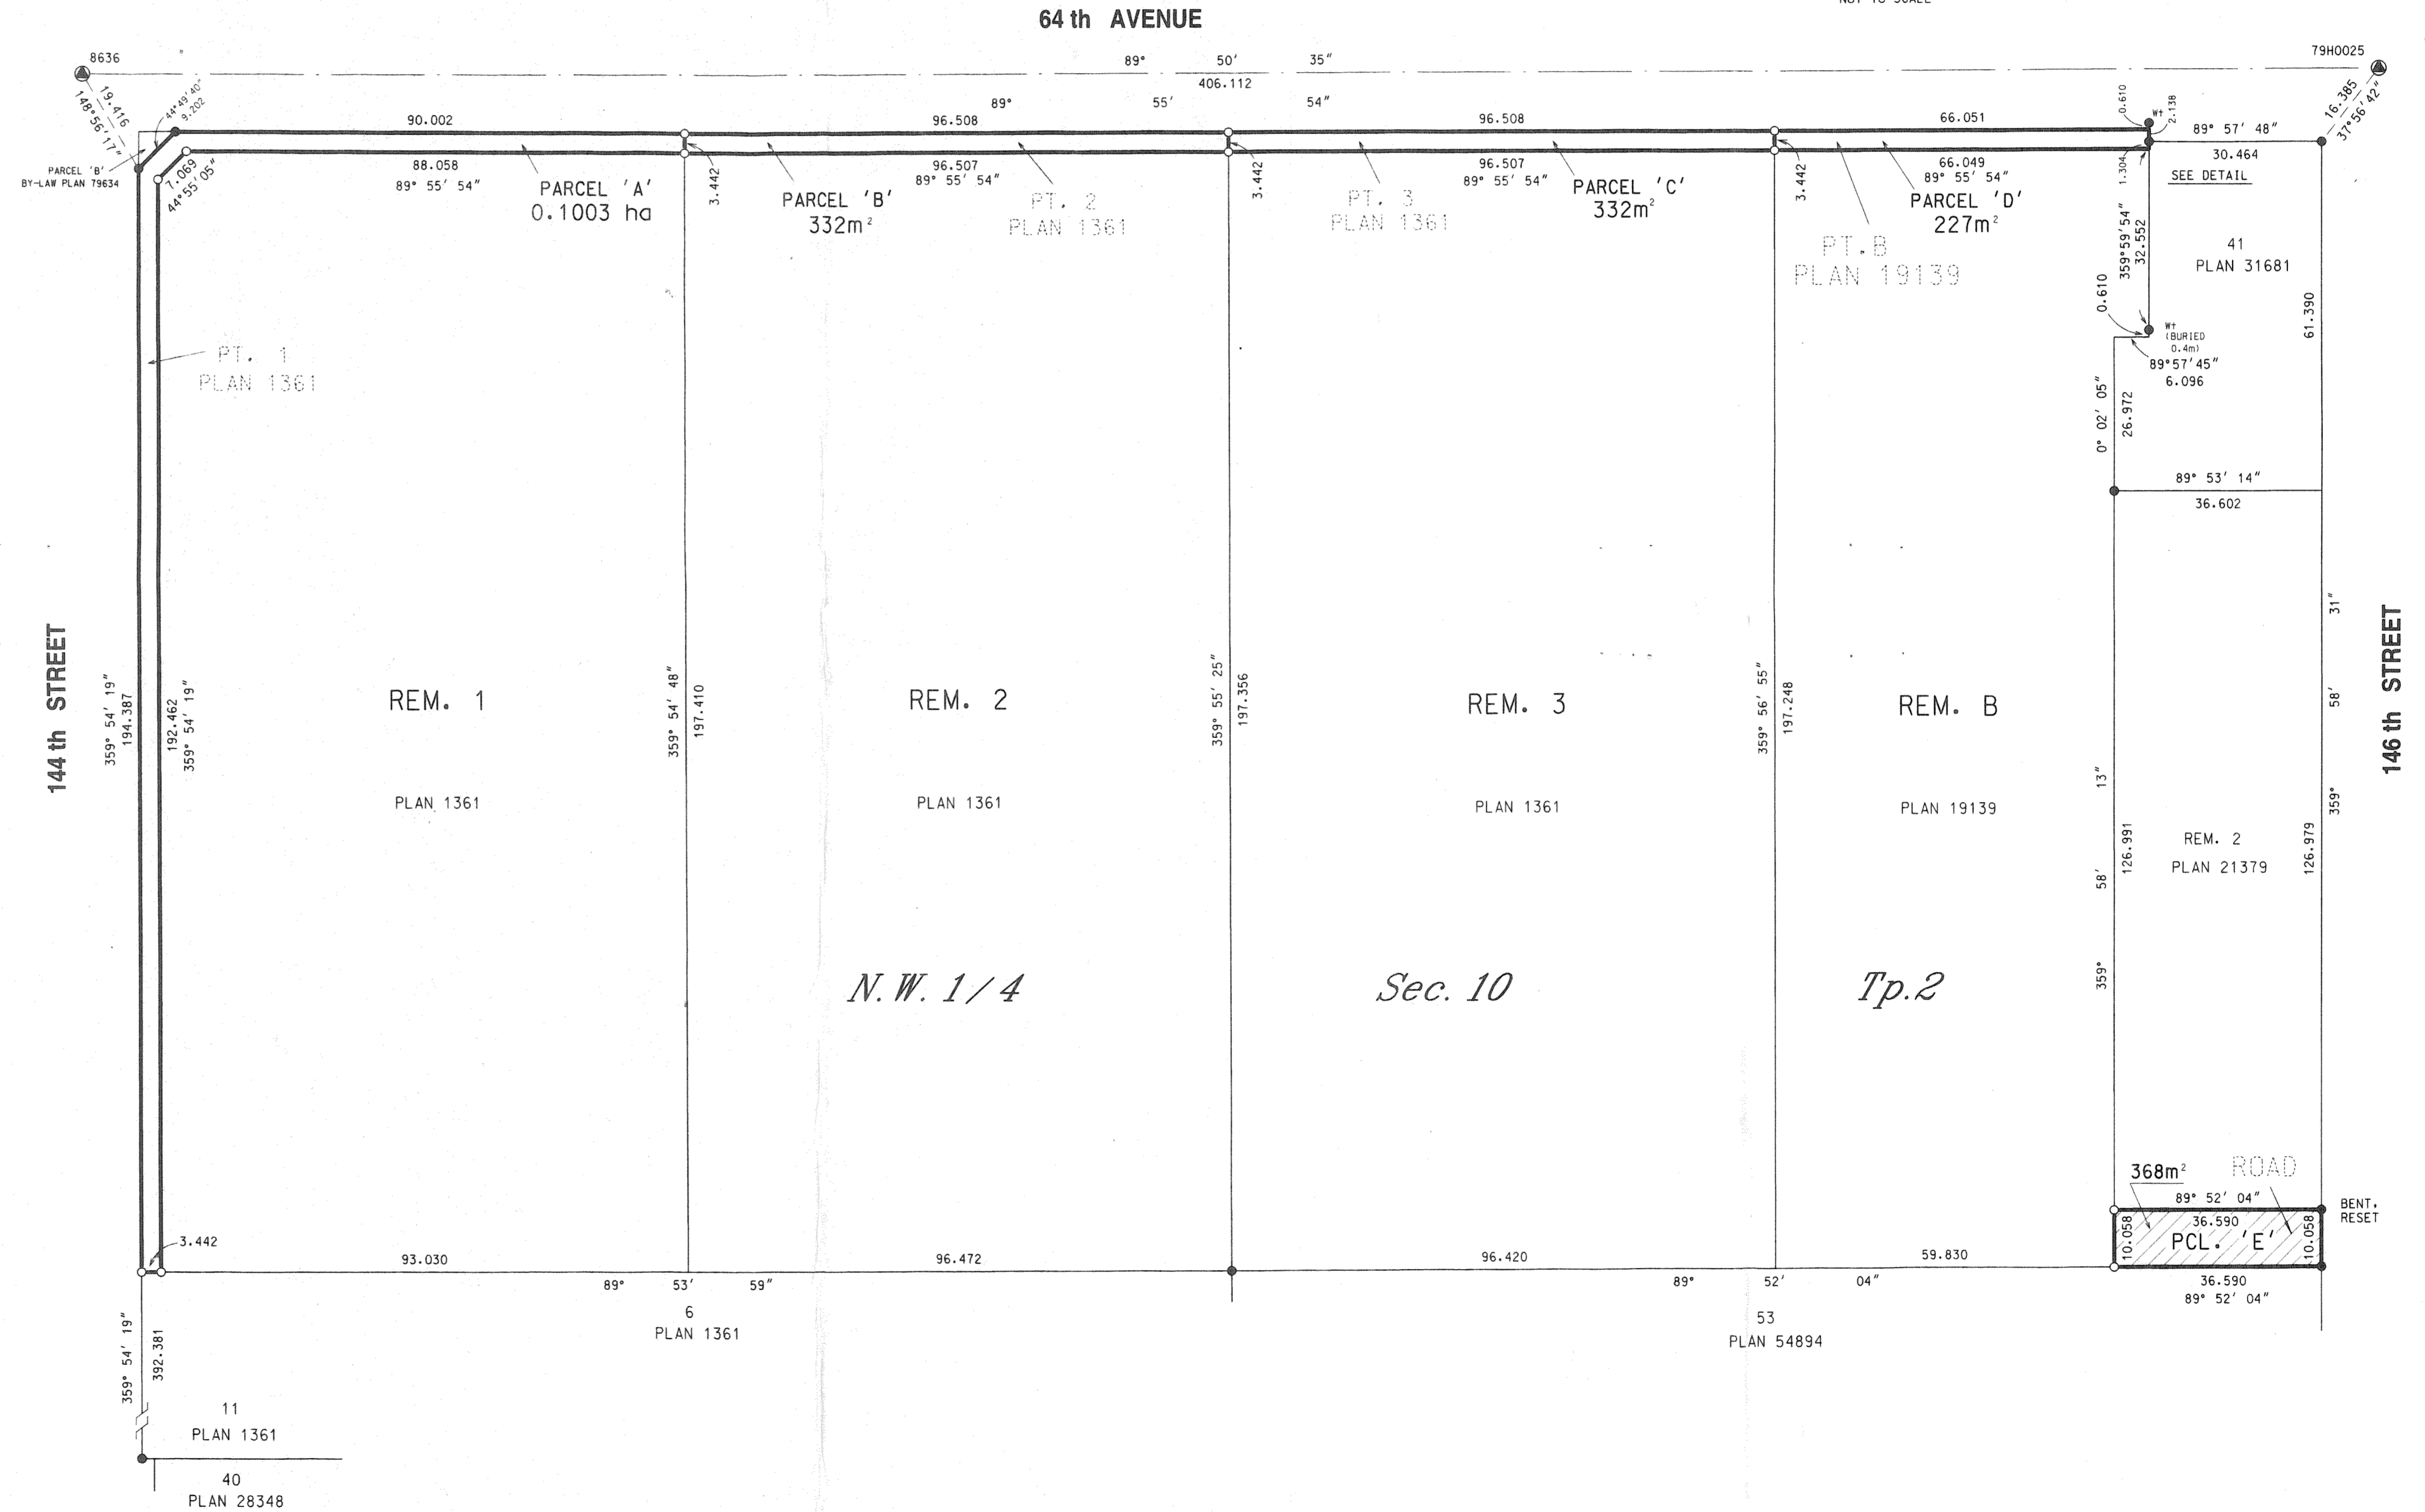 NOT TO SCALE
64 th AVENUE
8636
89° 50' 35"
406.112
79H0025
89° 55' 54"
19.416
148°56'17"
44°49'40"
9.202
PARCEL 'B'
BY-LAW PLAN 79634
90.002
96.508
96.508
66.051
0.610
Wt
2.138
89° 57' 48"
30.464
SEE DETAIL
16.385
37°56'42"
7.069
44°55'05"
88.058
89° 55' 54"
PARCEL 'A'
0.1003 ha
3.442
96.507
89° 55' 54"
PARCEL 'B'
332m²
PT. 2
PLAN 1361
3.442
96.507
89° 55' 54"
PT. 3
PLAN 1361
PARCEL 'C'
332m²
3.442
66.049
89° 55' 54"
PARCEL 'D'
227m²
PT.B
PLAN 19139
1.304
359°59'54"
32.552
41
PLAN 31681
61.390
0.610
Wt
(BURIED
0.4m)
89°57'45"
6.096
PT. 1
PLAN 1361
0° 02' 05"
26.972
89° 53' 14"
36.602
144 th STREET
359° 54' 19"
194.387
192.462
359° 54' 19"
REM. 1
PLAN 1361
359° 54' 48"
197.410
REM. 2
PLAN 1361
359° 55' 25"
197.356
REM. 3
PLAN 1361
359° 56' 55"
197.248
REM. B
PLAN 19139
359° 58' 13"
126.991
REM. 2
PLAN 21379
126.979
359° 58' 31"
146 th STREET
N.W. 1/4
Sec. 10
Tp.2
368m²
ROAD
89° 52' 04"
36.590
BENT,
RESET
10.058
PCL. 'E'
10.058
36.590
89° 52' 04"
3.442
93.030
96.472
96.420
59.830
89° 53' 59"
89° 52' 04"
6
PLAN 1361
53
PLAN 54894
359° 54' 19"
392.381
11
PLAN 1361
40
PLAN 28348